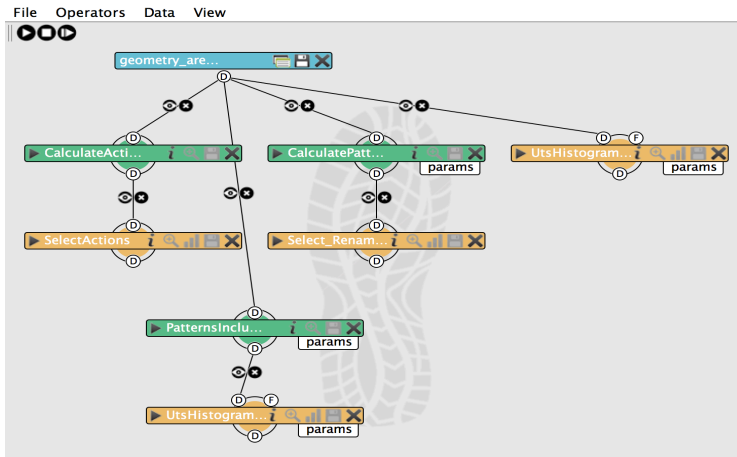 File Operators Data View
geometry_are...
D
D D D F
CalculateActi... i CalculatePatt... i UtsHistogram... i
params params
D D D
D D
SelectActions i Select_Renam... i
D D
D
PatternsInclu... i
params
D
D F
UtsHistogram... i
params
D